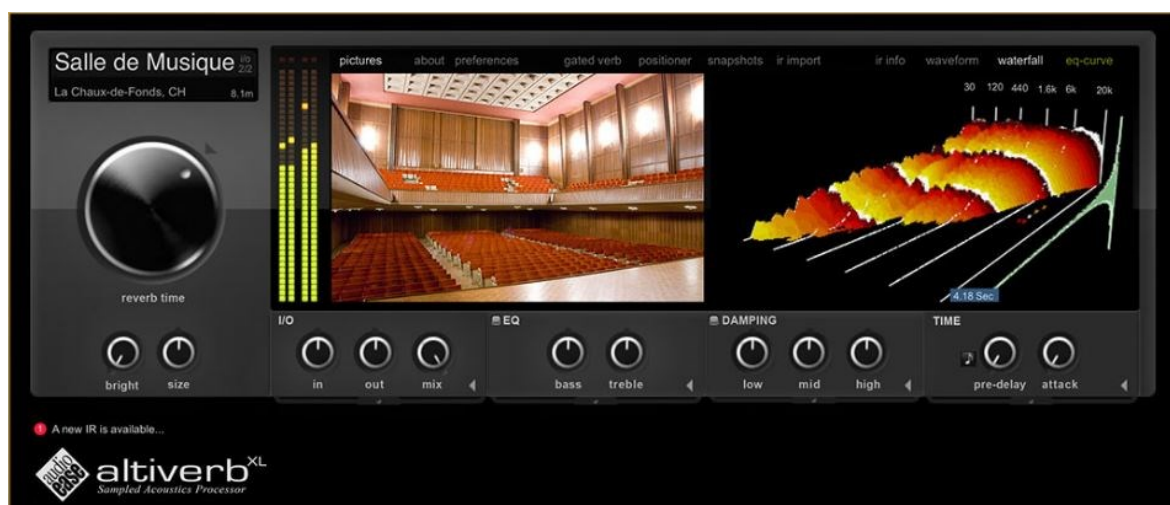 Salle de Musique i/o 2/2
La Chaux-de-Fonds, CH 8,1m
pictures about preferences gated verb positioner snapshots ir import ir info waveform waterfall eq-curve
30 120 440 1.6k 6k 20k
reverb time
4.18 Sec
I/O EQ DAMPING TIME
bright size in out mix bass treble low mid high pre-delay attack
1 A new IR is available...
audio ease
altiverb XL
Sampled Acoustics Processor